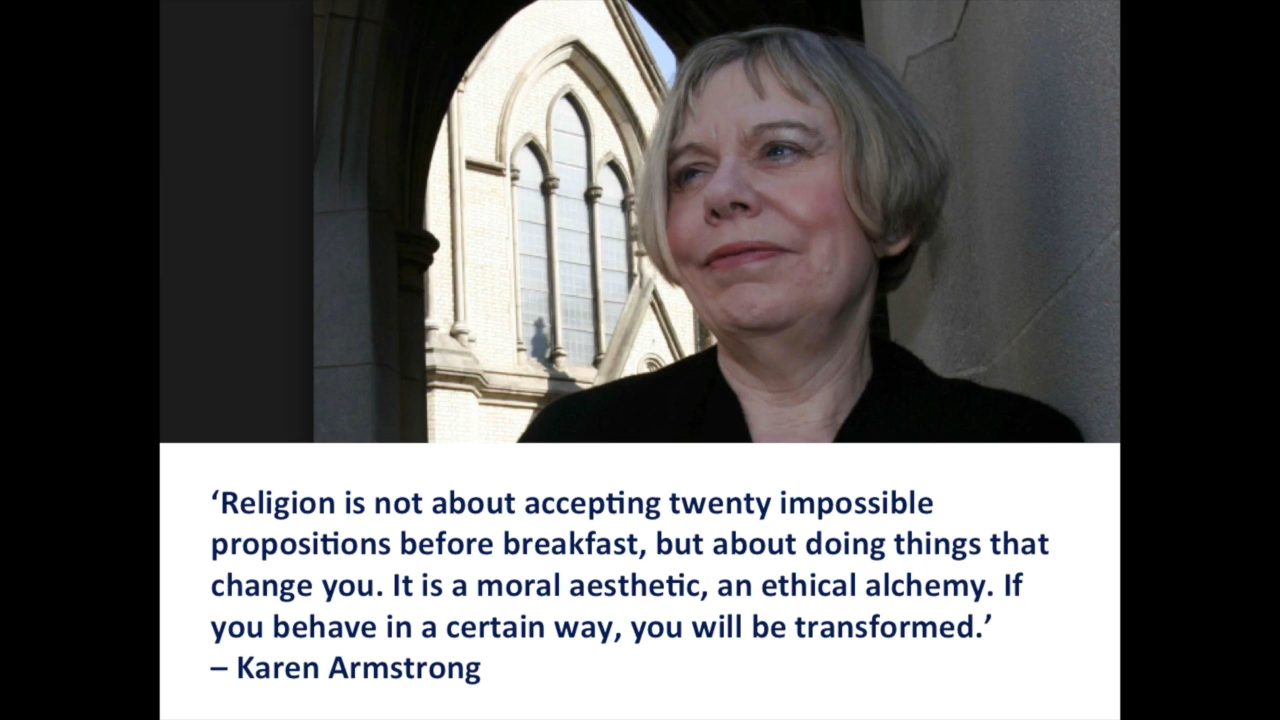 ‘Religion is not about accepting twenty impossible
propositions before breakfast, but about doing things that
change you. It is a moral aesthetic, an ethical alchemy. If
you behave in a certain way, you will be transformed.’
– Karen Armstrong